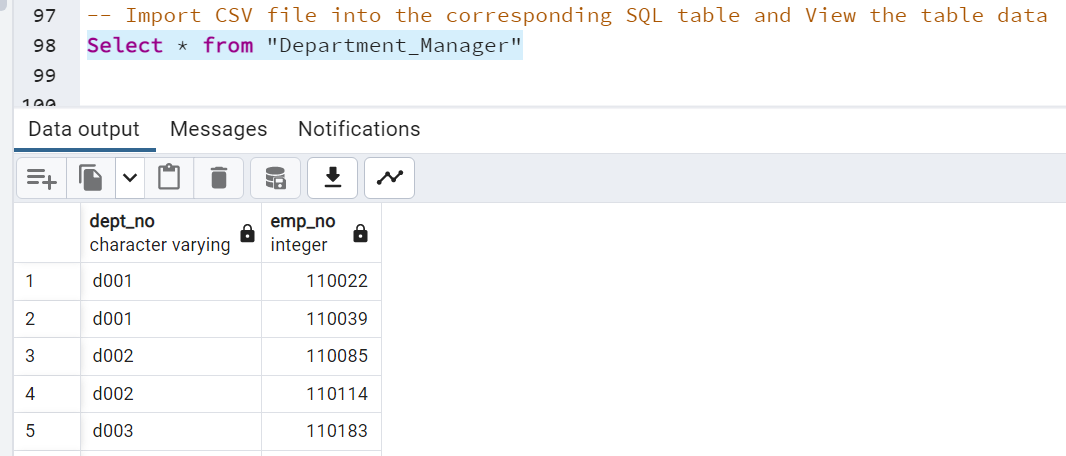 97 -- Import CSV file into the corresponding SQL table and View the table data
98 Select * from "Department_Manager"
99
100
Data output Messages Notifications
dept_no emp_no
character varying integer
1 d001 110022
2 d001 110039
3 d002 110085
4 d002 110114
5 d003 110183